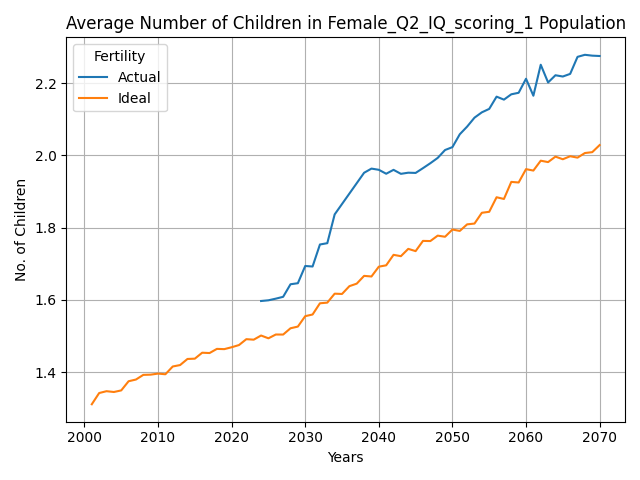 Average Number of Children in Female_Q2_IQ_scoring_1 Population
Fertility
Actual
Ideal
No. of Children
2.2
2.0
1.8
1.6
1.4
2000 2010 2020 2030 2040 2050 2060 2070
Years